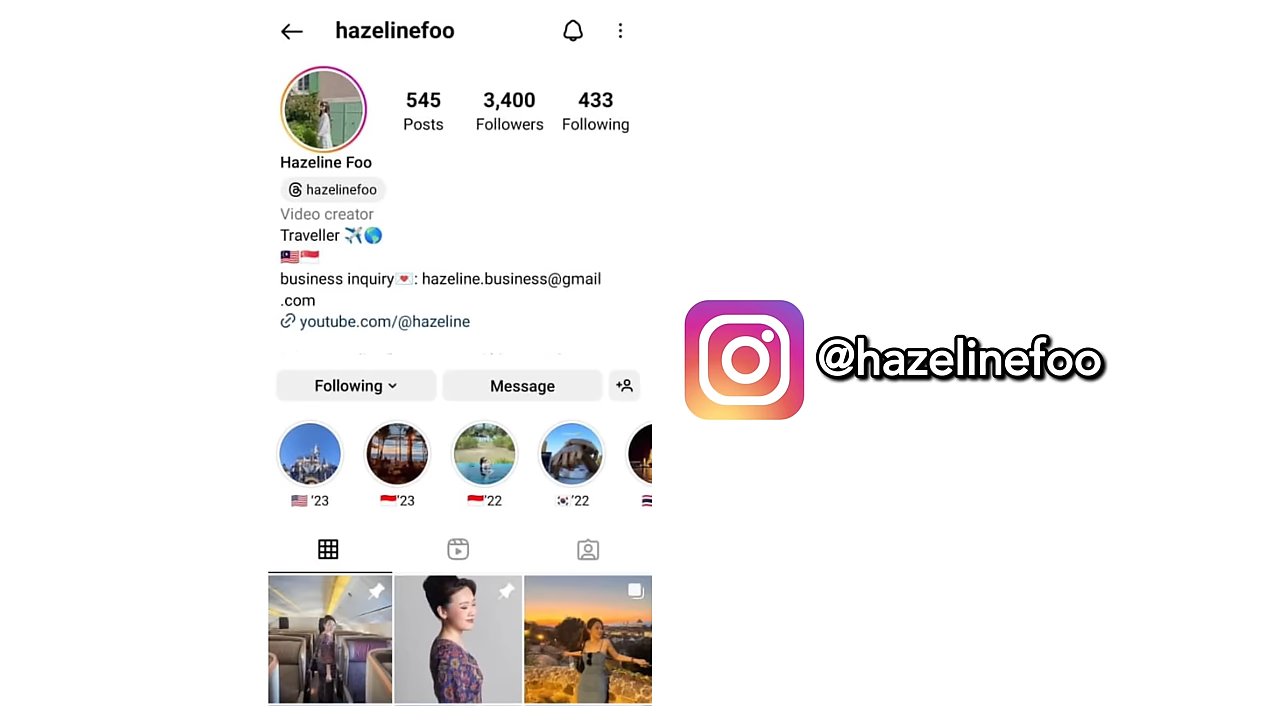 hazelinefoo
545 3,400 433
Posts Followers Following
Hazeline Foo
hazelinefoo
Video creator
Traveller ✈️🌎
🇲🇾🇸🇬
business inquiry💌: hazeline.business@gmail
.com
youtube.com/@hazeline
Following Message
🇺🇸 '23 🇮🇩'23 🇮🇩'22 🇰🇷'22
@hazelinefoo